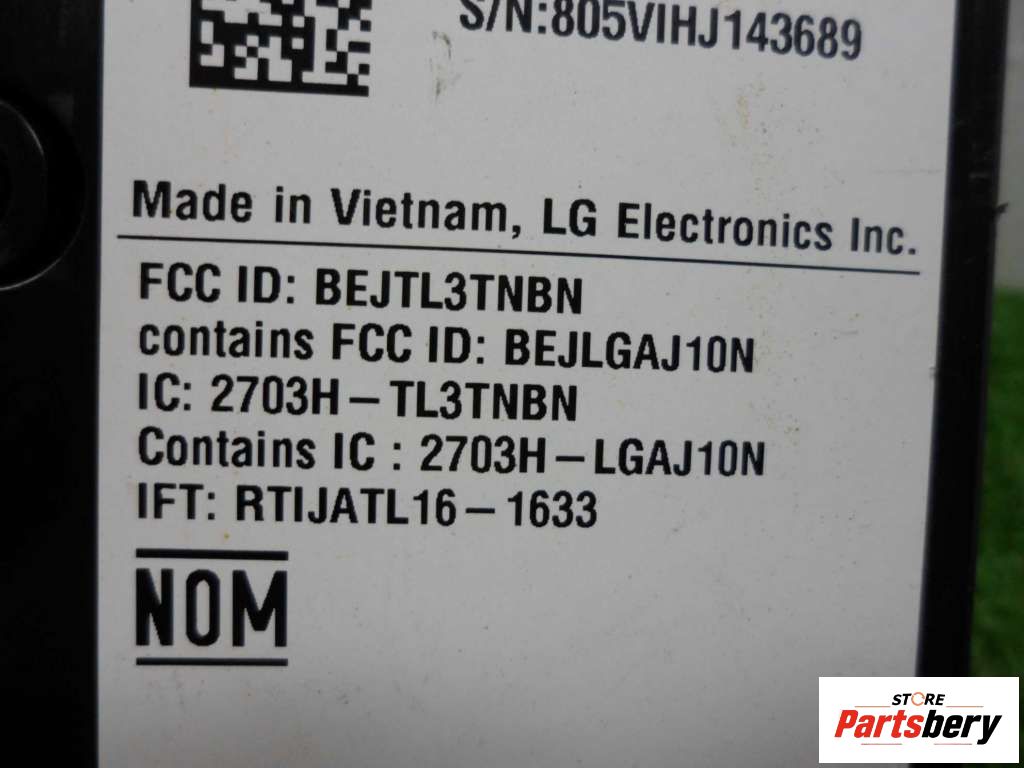 S/N:805VIHJ143689
Made in Vietnam, LG Electronics Inc.
FCC ID: BEJTL3TNBN
contains FCC ID: BEJLGAJ10N
IC: 2703H-TL3TNBN
Contains IC : 2703H-LGAJ10N
IFT: RTIJATL16-1633
NOM
STORE
Partsbery